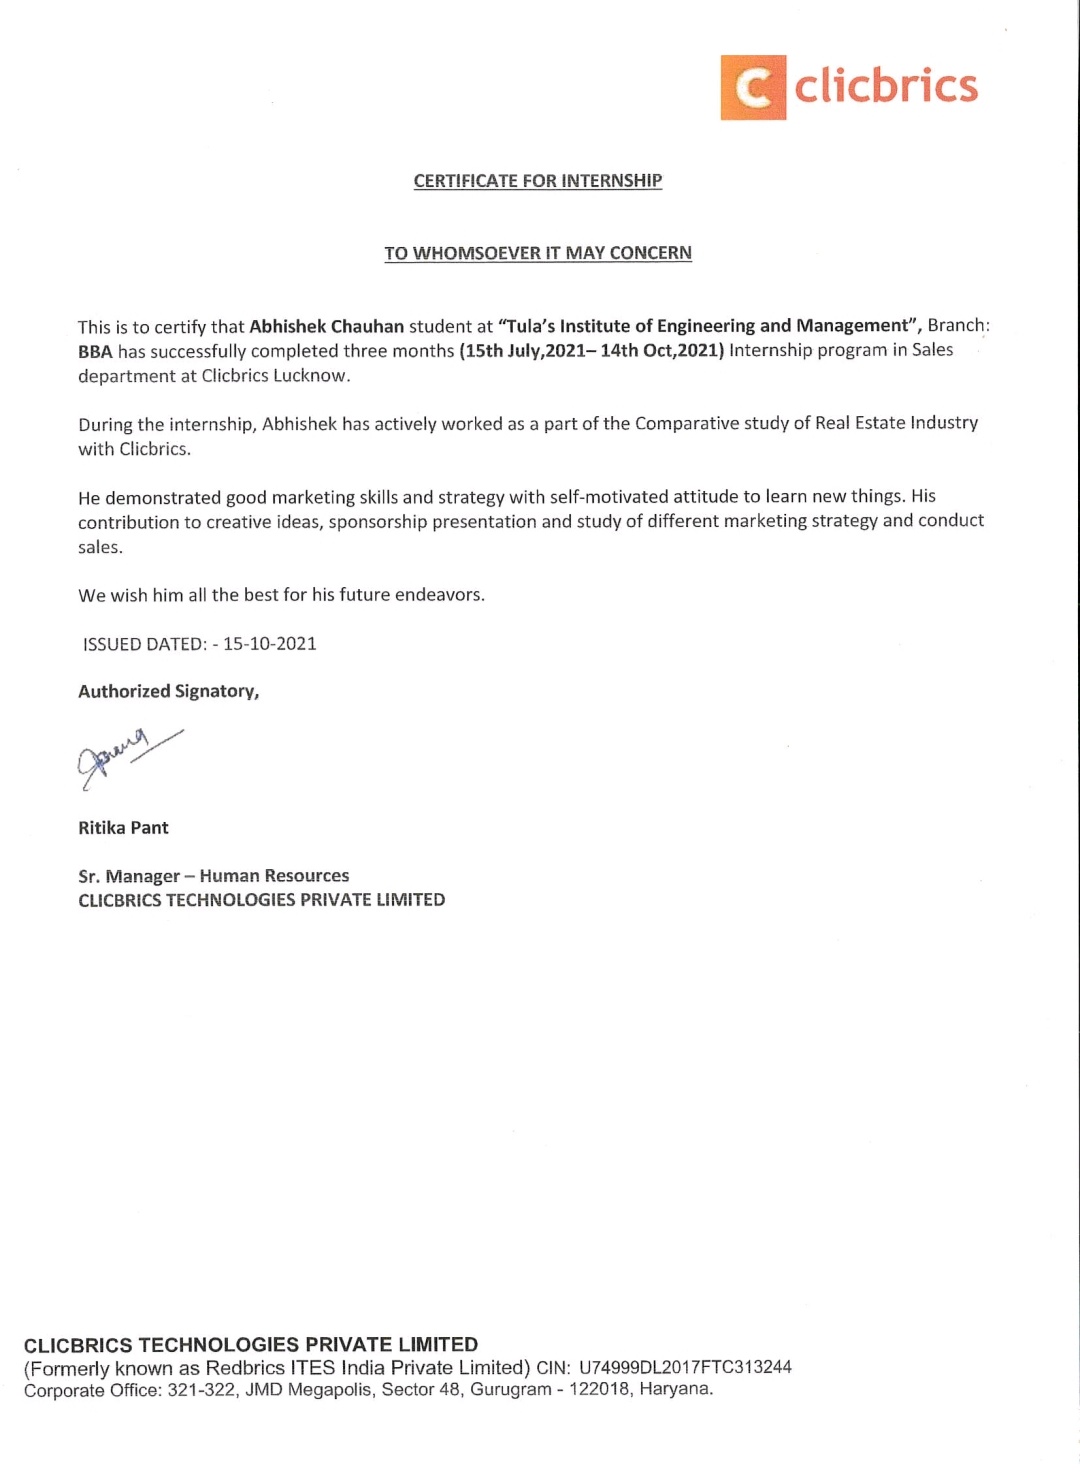 C clicbrics
CERTIFICATE FOR INTERNSHIP
TO WHOMSOEVER IT MAY CONCERN
This is to certify that Abhishek Chauhan student at “Tula’s Institute of Engineering and Management”, Branch:
BBA has successfully completed three months (15th July,2021– 14th Oct,2021) Internship program in Sales
department at Clicbrics Lucknow.
During the internship, Abhishek has actively worked as a part of the Comparative study of Real Estate Industry
with Clicbrics.
He demonstrated good marketing skills and strategy with self-motivated attitude to learn new things. His
contribution to creative ideas, sponsorship presentation and study of different marketing strategy and conduct
sales.
We wish him all the best for his future endeavors.
ISSUED DATED: - 15-10-2021
Authorized Signatory,
Ritika Pant
Sr. Manager – Human Resources
CLICBRICS TECHNOLOGIES PRIVATE LIMITED
CLICBRICS TECHNOLOGIES PRIVATE LIMITED
(Formerly known as Redbrics ITES India Private Limited) CIN: U74999DL2017FTC313244
Corporate Office: 321-322, JMD Megapolis, Sector 48, Gurugram - 122018, Haryana.